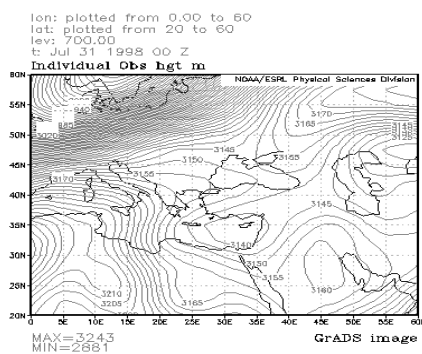 lon: plotted from 0.00 to 60
lat: plotted from 20 to 60
lev: 700.00
t: Jul 31 1998 00 Z
Individual Obs hgt m
NOAA/ESRL Physical Sciences Division
60N
3170
3165
55N
3020
50N
3145
3165
3150
45N
3170
3155
40N
3145
35N
3140
30N
3150
3155
25N
3210
3205
3165
3160
20N
0 5E 10E 15E 20E 25E 30E 35E 40E 45E 50E 55E 60E
MAX=3243
MIN=2881
GrADS image